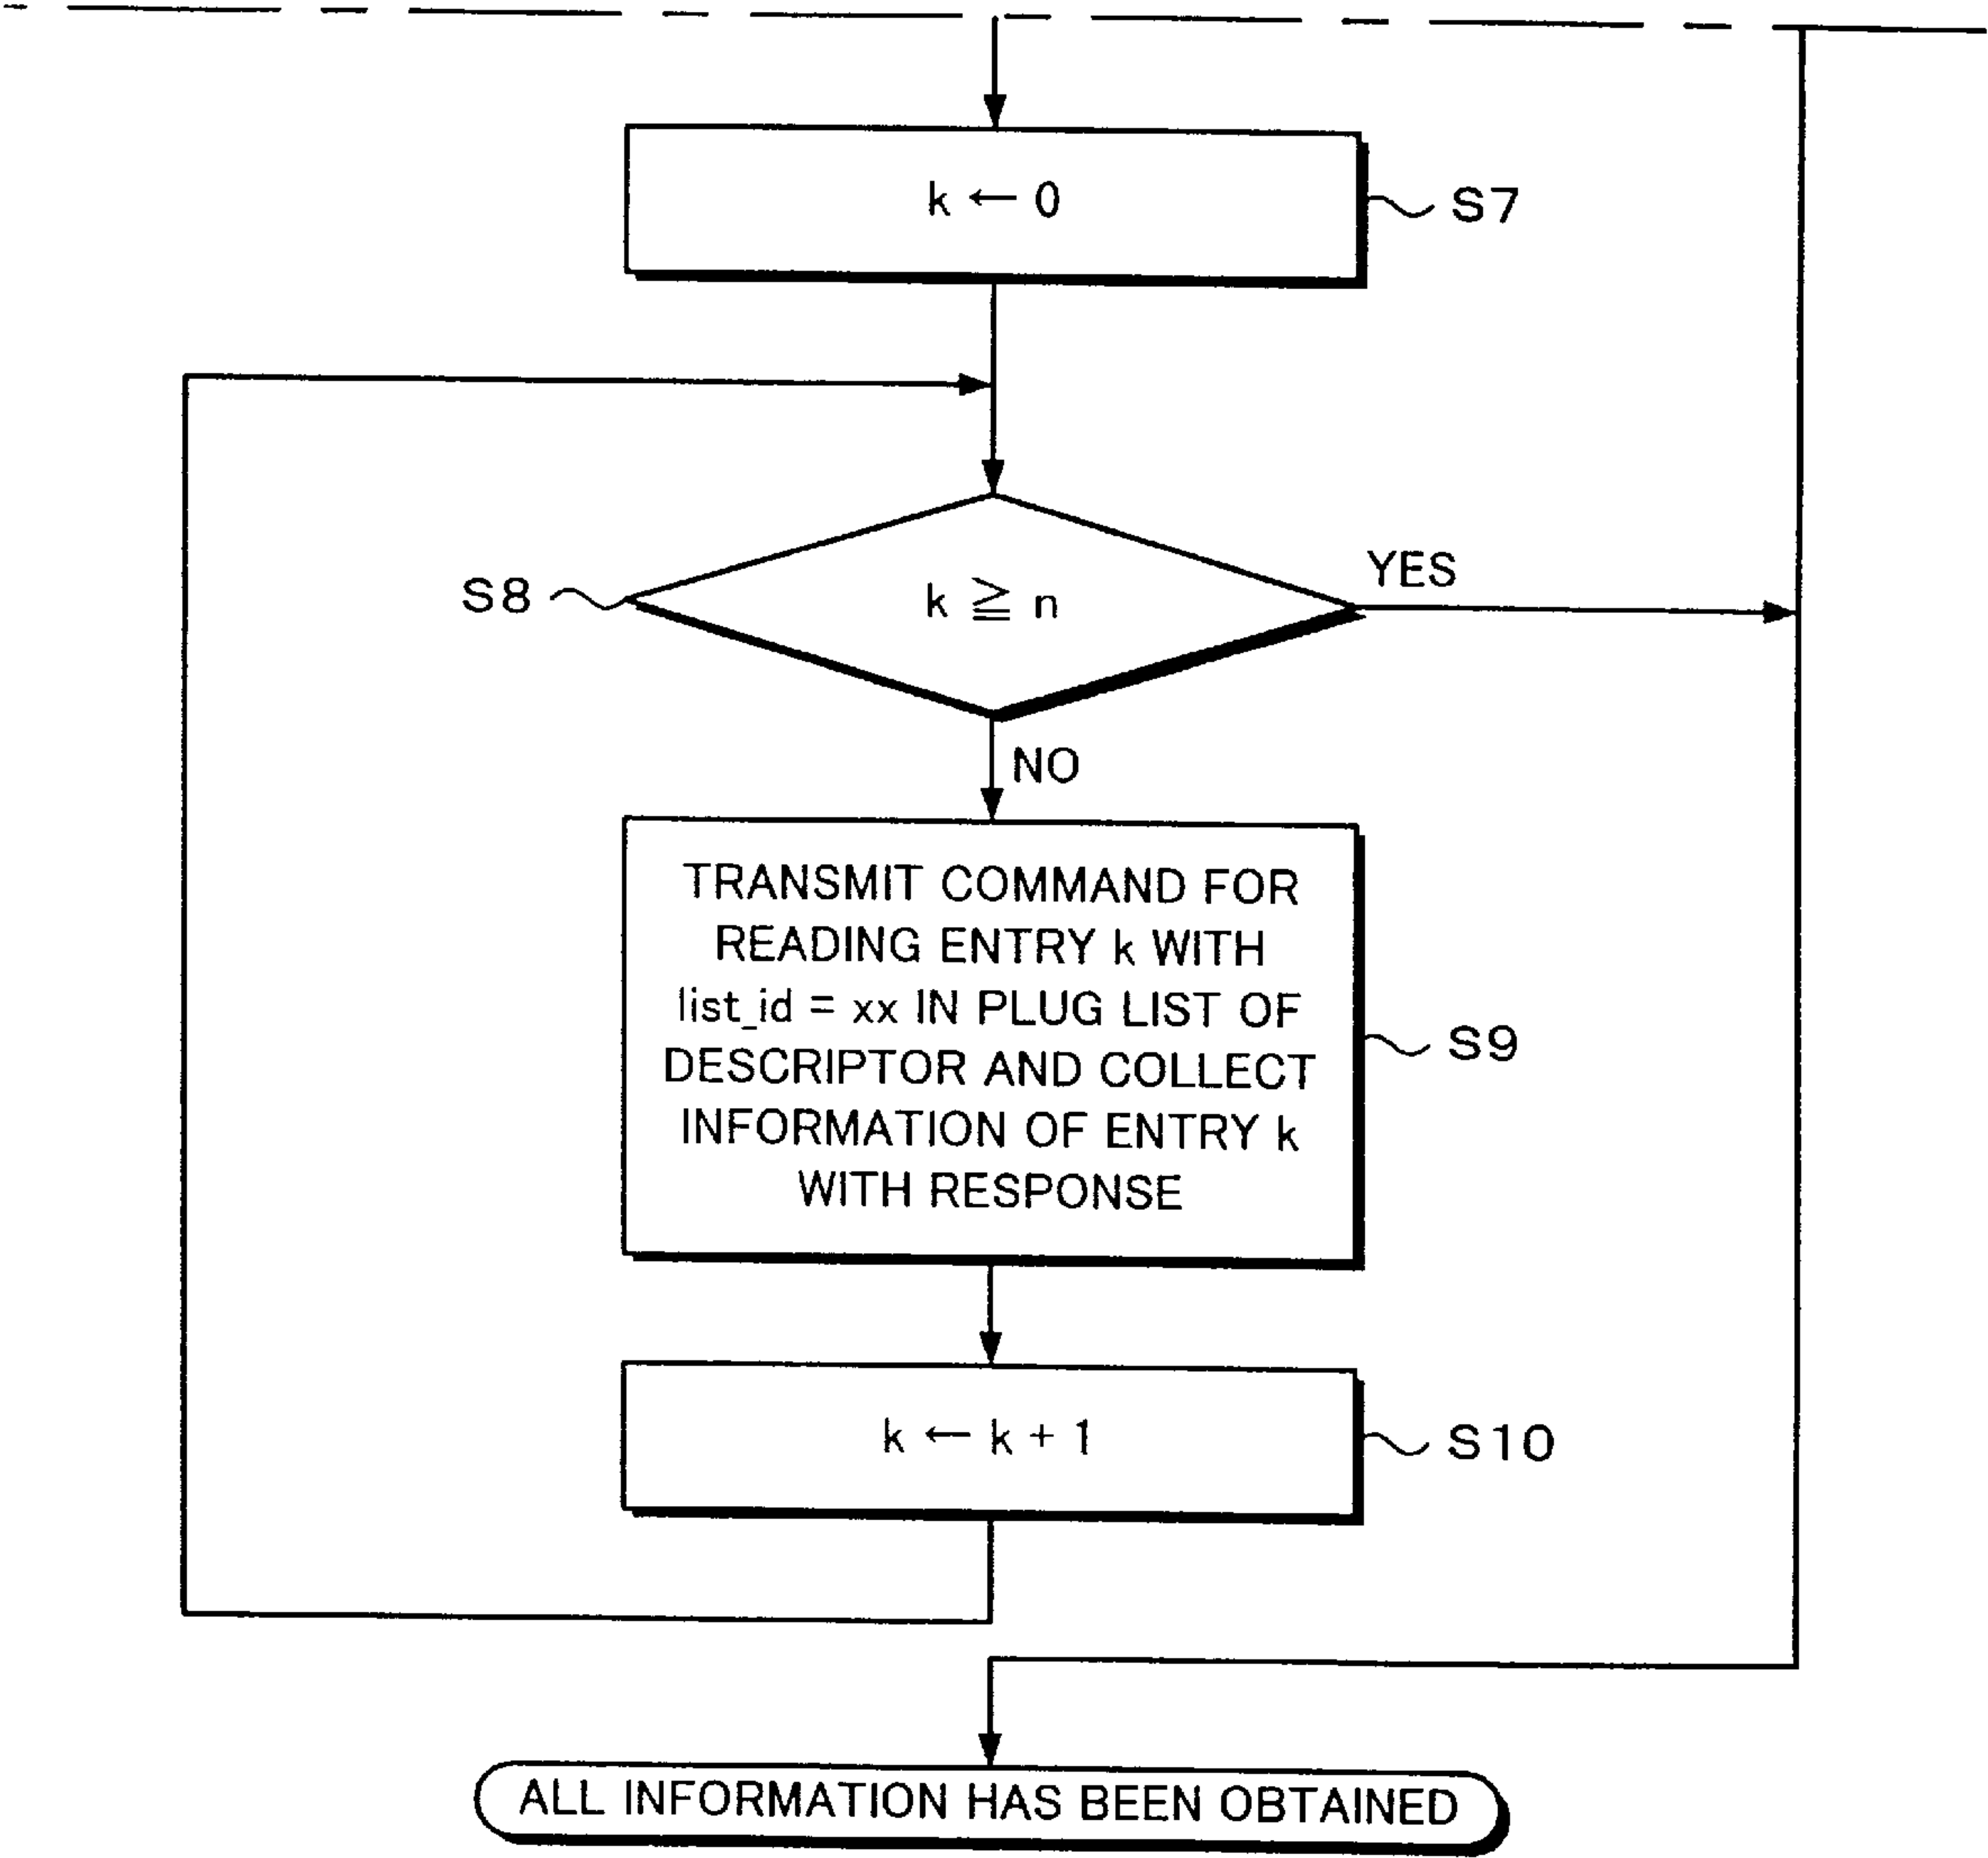 k ← 0
S7
S8
k ≧ n
YES
NO
TRANSMIT COMMAND FOR
READING ENTRY k WITH
list_id = xx IN PLUG LIST OF
DESCRIPTOR AND COLLECT
INFORMATION OF ENTRY k
WITH RESPONSE
S9
k ← k + 1
S10
ALL INFORMATION HAS BEEN OBTAINED